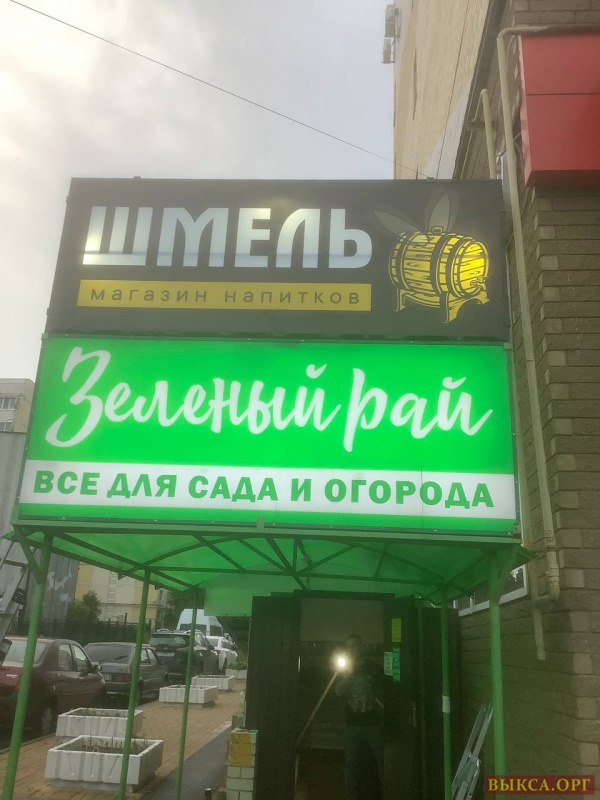 ШМЕЛЬ
магазин напитков
Зеленый рай
ВСЕ ДЛЯ САДА И ОГОРОДА
ВЫКСА.ОРГ